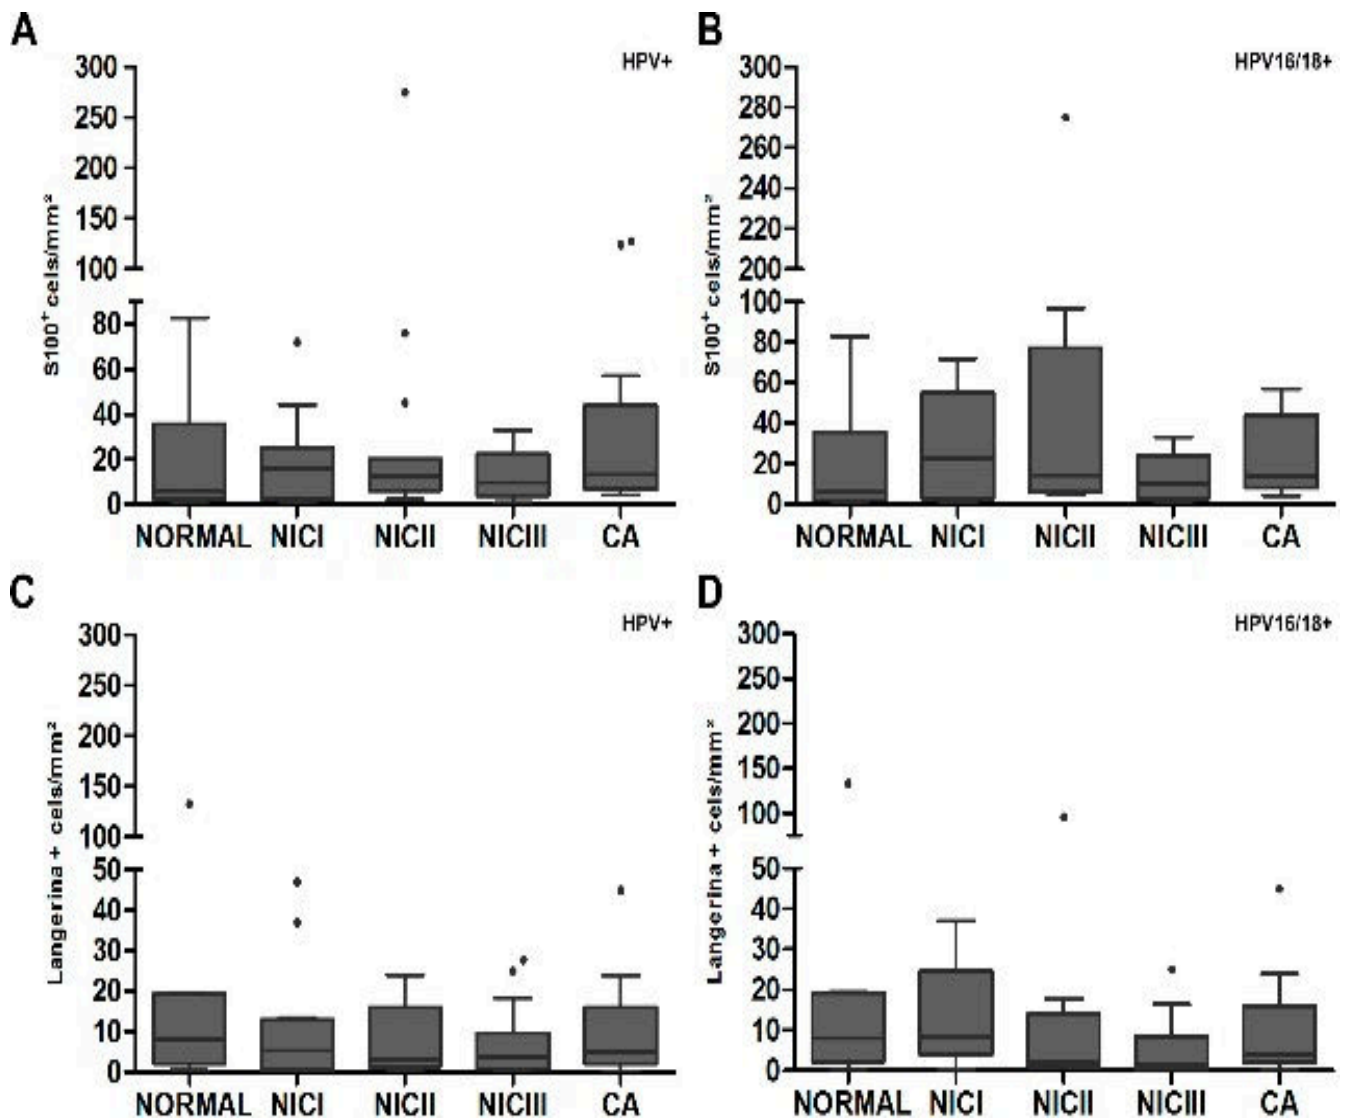 A
B
HPV+
HPV16/18+
300
250
200
150
100
80
60
40
20
0
S100⁺ cels/mm²
NORMAL NICI NICII NICIII CA
300
280
260
240
220
200
100
80
60
40
20
0
S100⁺ cels/mm²
NORMAL NICI NICII NICIII CA
C
D
HPV+
HPV16/18+
300
250
200
150
100
50
40
30
20
10
0
Langerina + cels/mm²
NORMAL NICI NICII NICIII CA
300
250
200
150
100
50
40
30
20
10
0
Langerina + cels/mm²
NORMAL NICI NICII NICIII CA